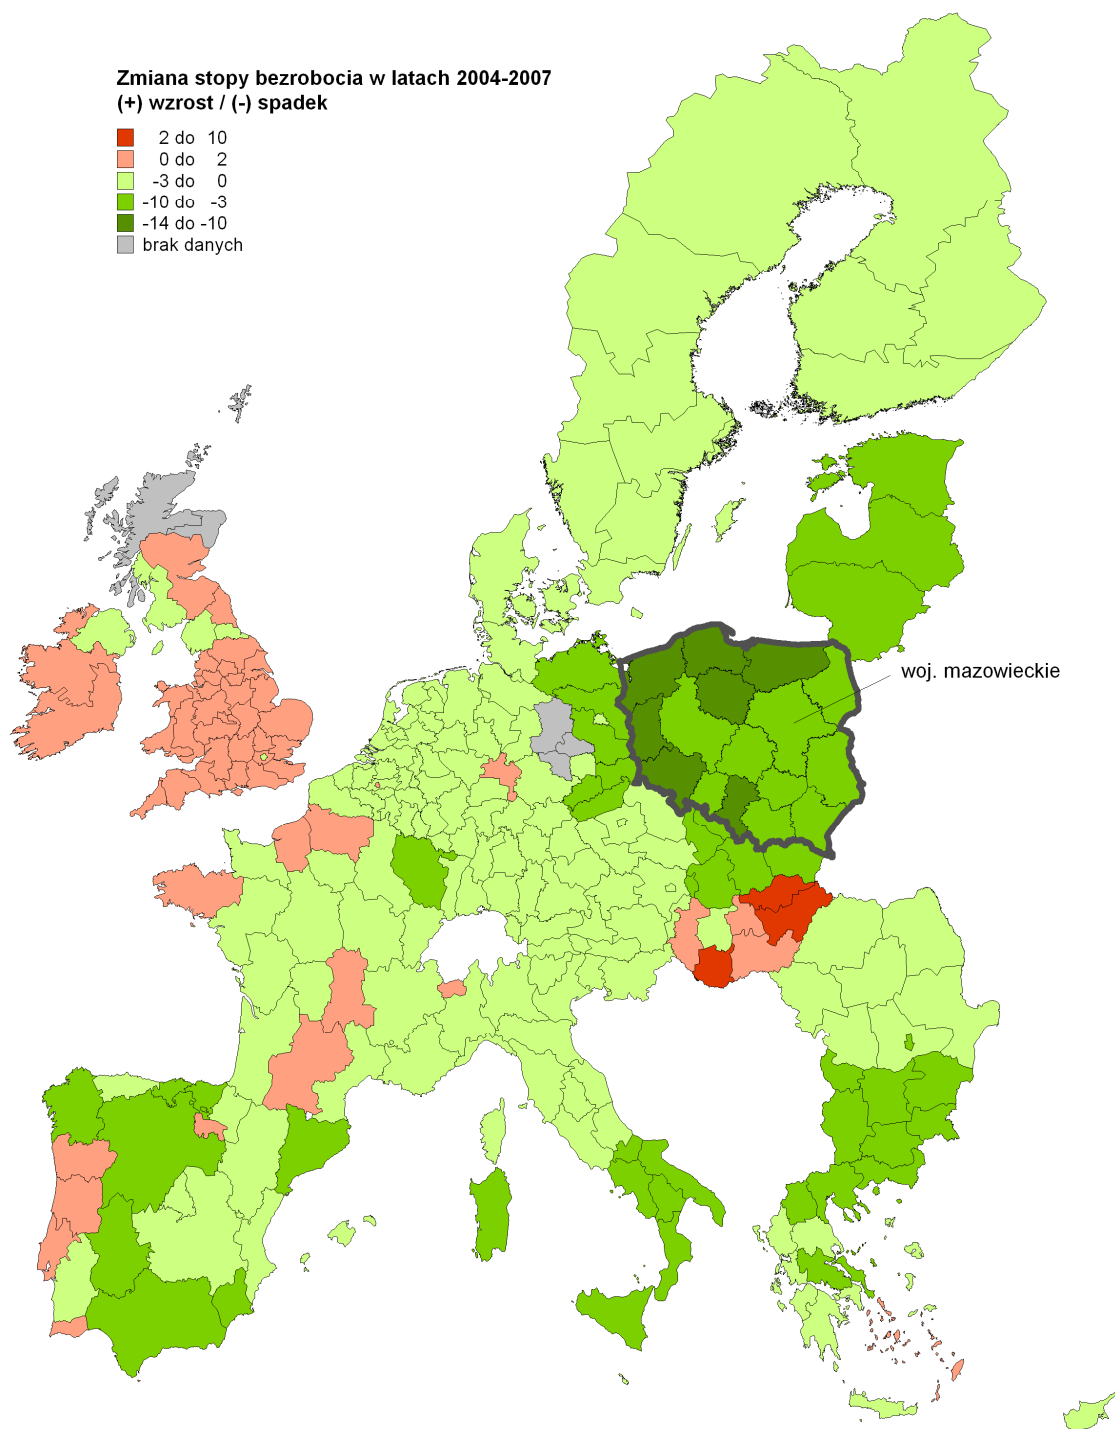 Zmiana stopy bezrobocia w latach 2004-2007
(+) wzrost / (-) spadek
2 do 10
0 do 2
-3 do 0
-10 do -3
-14 do -10
brak danych
woj. mazowieckie